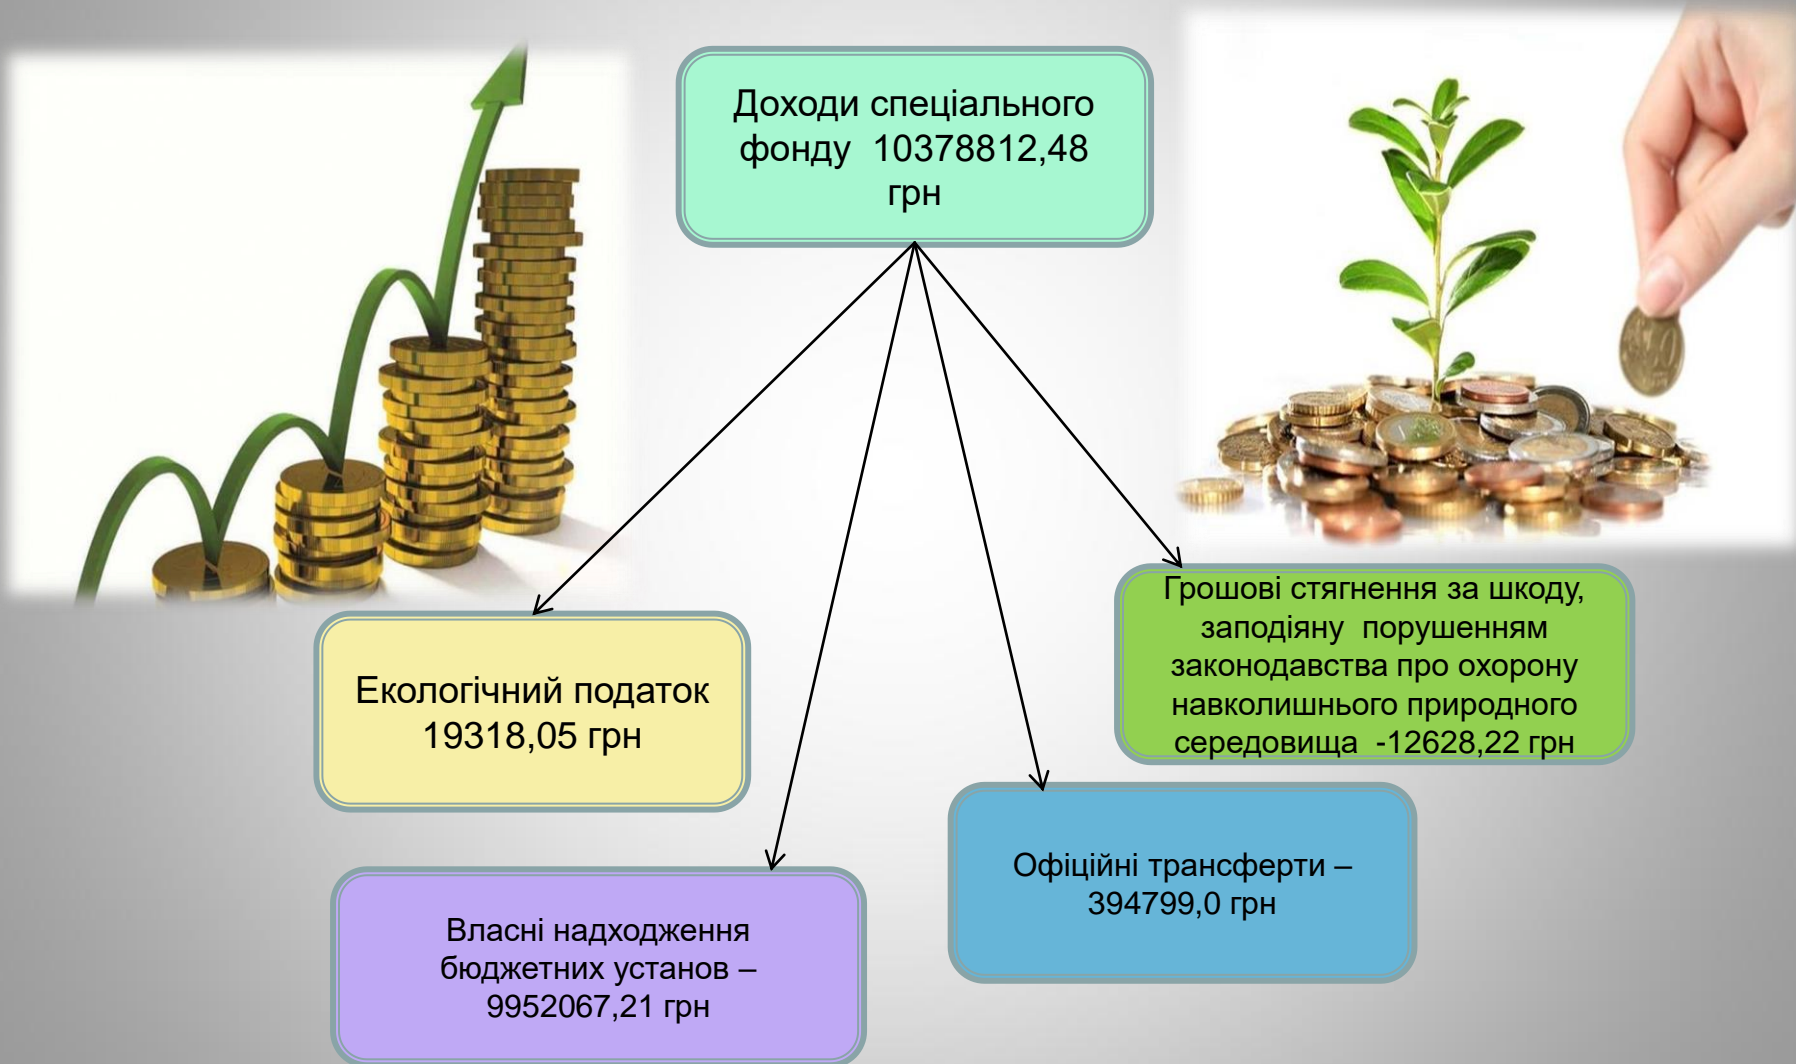 Доходи спеціального
фонду  10378812,48
грн
Грошові стягнення за шкоду,
заподіяну  порушенням
законодавства про охорону
навколишнього природного
середовища  -12628,22 грн
Екологічний податок
19318,05 грн
Офіційні трансферти –
394799,0 грн
Власні надходження
бюджетних установ –
9952067,21 грн